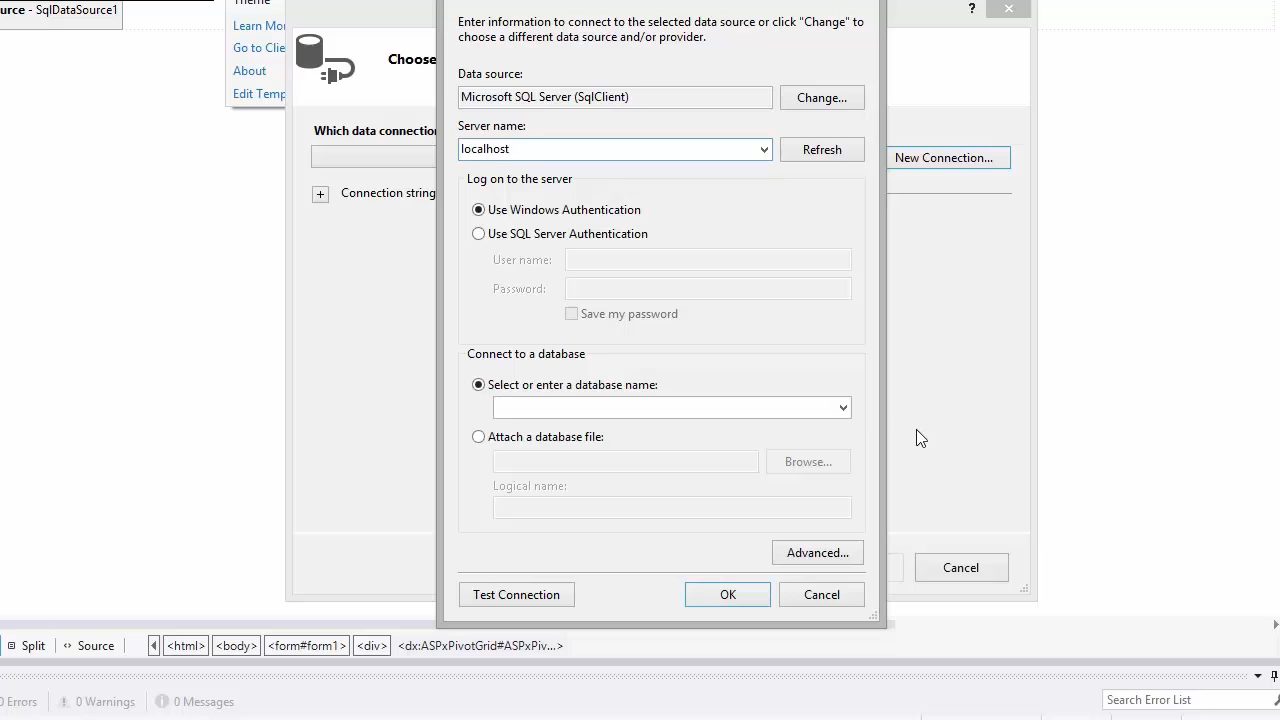 Theme
ource - SqlDataSource1
Learn Mo
Go to Clie
About
Edit Temp
?
Choose
Which data connection
New Connection...
+ Connection string
Cancel
Enter information to connect to the selected data source or click "Change" to
choose a different data source and/or provider.
Data source:
Microsoft SQL Server (SqlClient)
Change...
Server name:
localhost
Refresh
Log on to the server
Use Windows Authentication
Use SQL Server Authentication
User name:
Password:
Save my password
Connect to a database
Select or enter a database name:
Attach a database file:
Browse...
Logical name:
Advanced...
Test Connection
OK
Cancel
Split
Source
<html>
<body>
<form#form1>
<div>
<dx:ASPxPivotGrid#ASPxPiv...>
0 Errors
0 Warnings
0 Messages
Search Error List